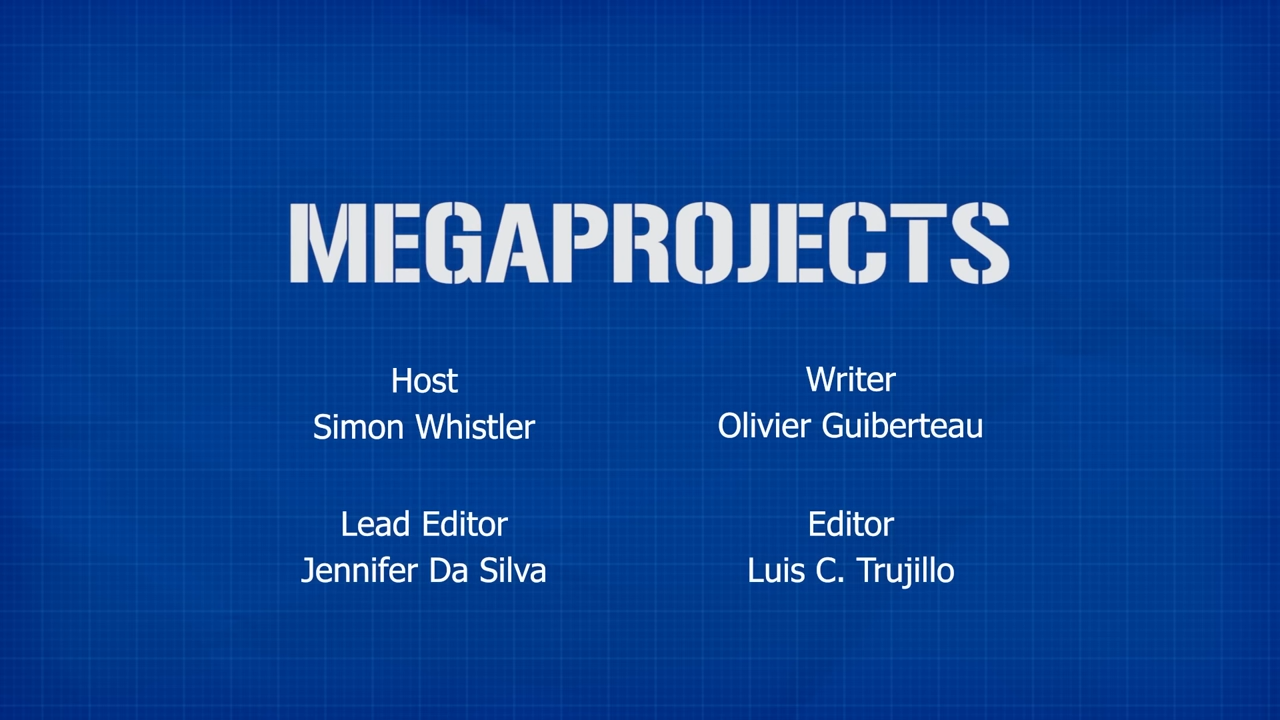 MEGAPROJECTS
Host
Simon Whistler
Writer
Olivier Guiberteau
Lead Editor
Jennifer Da Silva
Editor
Luis C. Trujillo